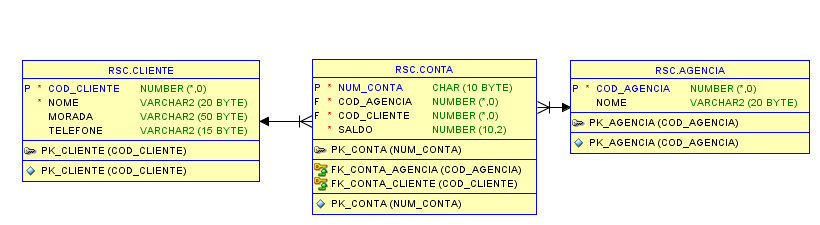 RSC.CLIENTE
P * COD_CLIENTE NUMBER (*,0)
* NOME VARCHAR2 (20 BYTE)
MORADA VARCHAR2 (50 BYTE)
TELEFONE VARCHAR2 (15 BYTE)
PK_CLIENTE (COD_CLIENTE)
PK_CLIENTE (COD_CLIENTE)
RSC.CONTA
P * NUM_CONTA CHAR (10 BYTE)
F * COD_AGENCIA NUMBER (*,0)
F * COD_CLIENTE NUMBER (*,0)
* SALDO NUMBER (10,2)
PK_CONTA (NUM_CONTA)
FK_CONTA_AGENCIA (COD_AGENCIA)
FK_CONTA_CLIENTE (COD_CLIENTE)
PK_CONTA (NUM_CONTA)
RSC.AGENCIA
P * COD_AGENCIA NUMBER (*,0)
NOME VARCHAR2 (20 BYTE)
PK_AGENCIA (COD_AGENCIA)
PK_AGENCIA (COD_AGENCIA)